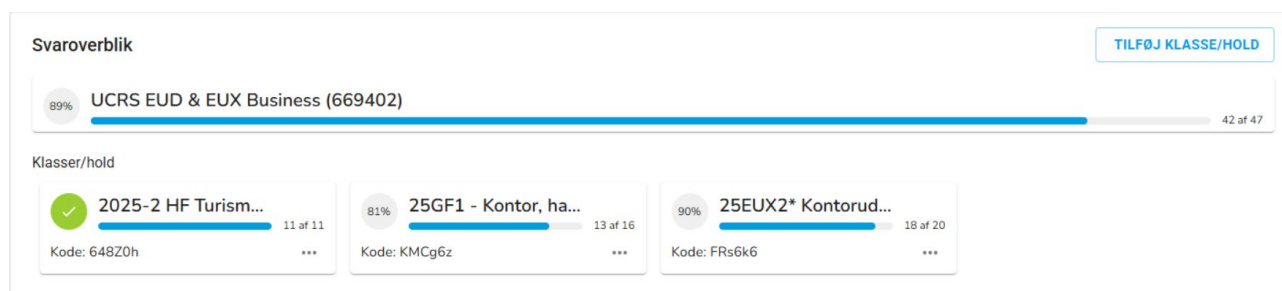 Svaroverblik
TILFØJ KLASSE/HOLD
89%
UCRS EUD & EUX Business (669402)
42 af 47
Klasser/hold
2025-2 HF Turism...
11 af 11
Kode: 648Z0h
...
81%
25GF1 - Kontor, ha...
13 af 16
Kode: KMCg6z
...
90%
25EUX2* Kontorud...
18 af 20
Kode: FRs6k6
...